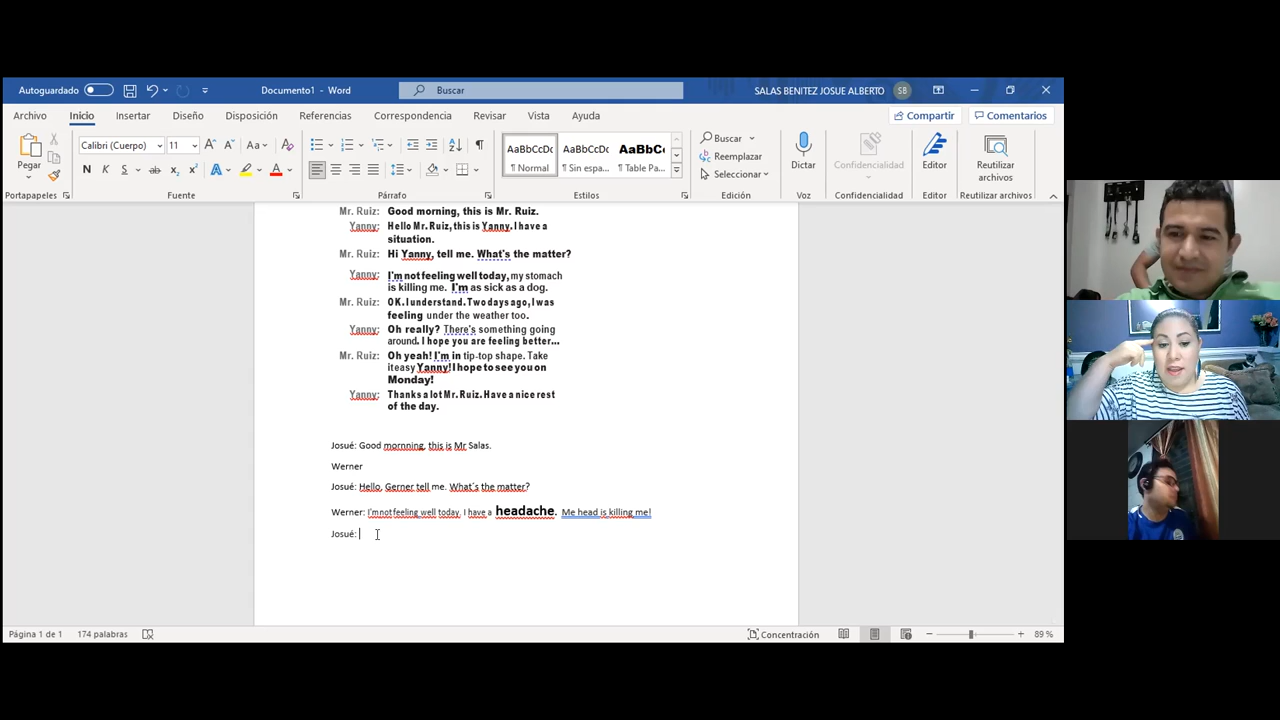 Autoguardado Documento1 - Word Buscar SALAS BENITEZ JOSUE ALBERTO SB
Archivo Inicio Insertar Diseño Disposición Referencias Correspondencia Revisar Vista Ayuda Compartir Comentarios
Pegar
Calibri (Cuerpo) 11
N K S
AaBbCcDc AaBbCcDc AaBbC
¶ Normal ¶ Sin espa... ¶ Table Pa...
Buscar
Reemplazar
Seleccionar
Dictar
Confidencialidad
Editor
Reutilizar archivos
Portapapeles Fuente Párrafo Estilos Edición Voz Confidencialidad Editor Reutilizar archivos
Mr. Ruiz: Good morning, this is Mr. Ruiz.
Yanny: Hello Mr. Ruiz, this is Yanny. I have a
situation.
Mr. Ruiz: Hi Yanny, tell me. What's the matter?
Yanny: I'm not feeling well today, my stomach
is killing me. I'm as sick as a dog.
Mr. Ruiz: OK. I understand. Two days ago, I was
feeling under the weather too.
Yanny: Oh really? There's something going
around. I hope you are feeling better...
Mr. Ruiz: Oh yeah! I'm in tip-top shape. Take
iteasy Yanny! I hope to see you on
Monday!
Yanny: Thanks a lot Mr. Ruiz. Have a nice rest
of the day.
Josué: Good mornning, this is Mr Salas.
Werner
Josué: Hello, Gerner tell me. What´s the matter?
Werner: I'mnotfeeling well today. I have a headache. Me head is killing me!
Josué:
Página 1 de 1 174 palabras Concentración 89 %